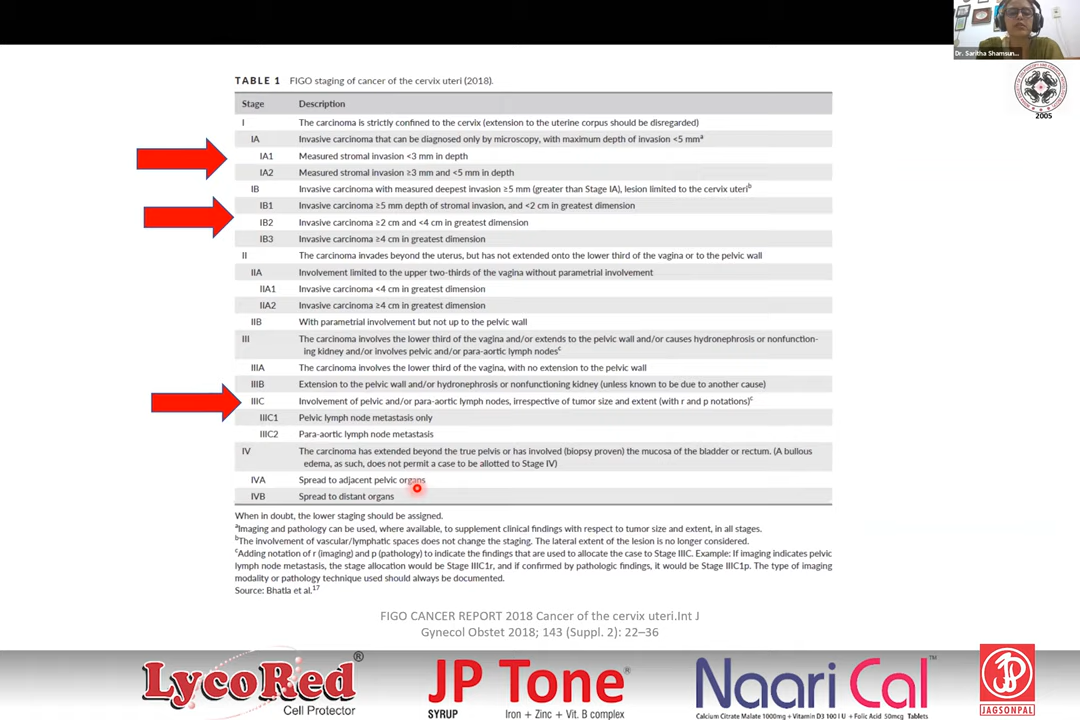 Dr. Saritha Shamsun...
2005
TABLE 1 FIGO staging of cancer of the cervix uteri (2018).
Stage Description
I The carcinoma is strictly confined to the cervix (extension to the uterine corpus should be disregarded)
IA Invasive carcinoma that can be diagnosed only by microscopy, with maximum depth of invasion <5 mmᵃ
IA1 Measured stromal invasion <3 mm in depth
IA2 Measured stromal invasion ≥3 mm and <5 mm in depth
IB Invasive carcinoma with measured deepest invasion ≥5 mm (greater than Stage IA), lesion limited to the cervix uteriᵇ
IB1 Invasive carcinoma ≥5 mm depth of stromal invasion, and <2 cm in greatest dimension
IB2 Invasive carcinoma ≥2 cm and <4 cm in greatest dimension
IB3 Invasive carcinoma ≥4 cm in greatest dimension
II The carcinoma invades beyond the uterus, but has not extended onto the lower third of the vagina or to the pelvic wall
IIA Involvement limited to the upper two-thirds of the vagina without parametrial involvement
IIA1 Invasive carcinoma <4 cm in greatest dimension
IIA2 Invasive carcinoma ≥4 cm in greatest dimension
IIB With parametrial involvement but not up to the pelvic wall
III The carcinoma involves the lower third of the vagina and/or extends to the pelvic wall and/or causes hydronephrosis or nonfunction-
ing kidney and/or involves pelvic and/or para-aortic lymph nodesᶜ
IIIA The carcinoma involves the lower third of the vagina, with no extension to the pelvic wall
IIIB Extension to the pelvic wall and/or hydronephrosis or nonfunctioning kidney (unless known to be due to another cause)
IIIC Involvement of pelvic and/or para-aortic lymph nodes, irrespective of tumor size and extent (with r and p notations)ᶜ
IIIC1 Pelvic lymph node metastasis only
IIIC2 Para-aortic lymph node metastasis
IV The carcinoma has extended beyond the true pelvis or has involved (biopsy proven) the mucosa of the bladder or rectum. (A bullous
edema, as such, does not permit a case to be allotted to Stage IV)
IVA Spread to adjacent pelvic organs
IVB Spread to distant organs
When in doubt, the lower staging should be assigned.
ᵃImaging and pathology can be used, where available, to supplement clinical findings with respect to tumor size and extent, in all stages.
ᵇThe involvement of vascular/lymphatic spaces does not change the staging. The lateral extent of the lesion is no longer considered.
ᶜAdding notation of r (imaging) and p (pathology) to indicate the findings that are used to allocate the case to Stage IIIC. Example: If imaging indicates pelvic
lymph node metastasis, the stage allocation would be Stage IIIC1r, and if confirmed by pathologic findings, it would be Stage IIIC1p. The type of imaging
modality or pathology technique used should always be documented.
Source: Bhatla et al.¹⁷
FIGO CANCER REPORT 2018 Cancer of the cervix uteri.Int J
Gynecol Obstet 2018; 143 (Suppl. 2): 22–36
LycoRed®
Cell Protector
JP Tone®
SYRUP Iron + Zinc + Vit. B complex
Naari Cal™
Calcium Citrate Malate 1000mg + Vitamin D3 100 I U + Folic Acid 50mcg Tablets
JAGSONPAL